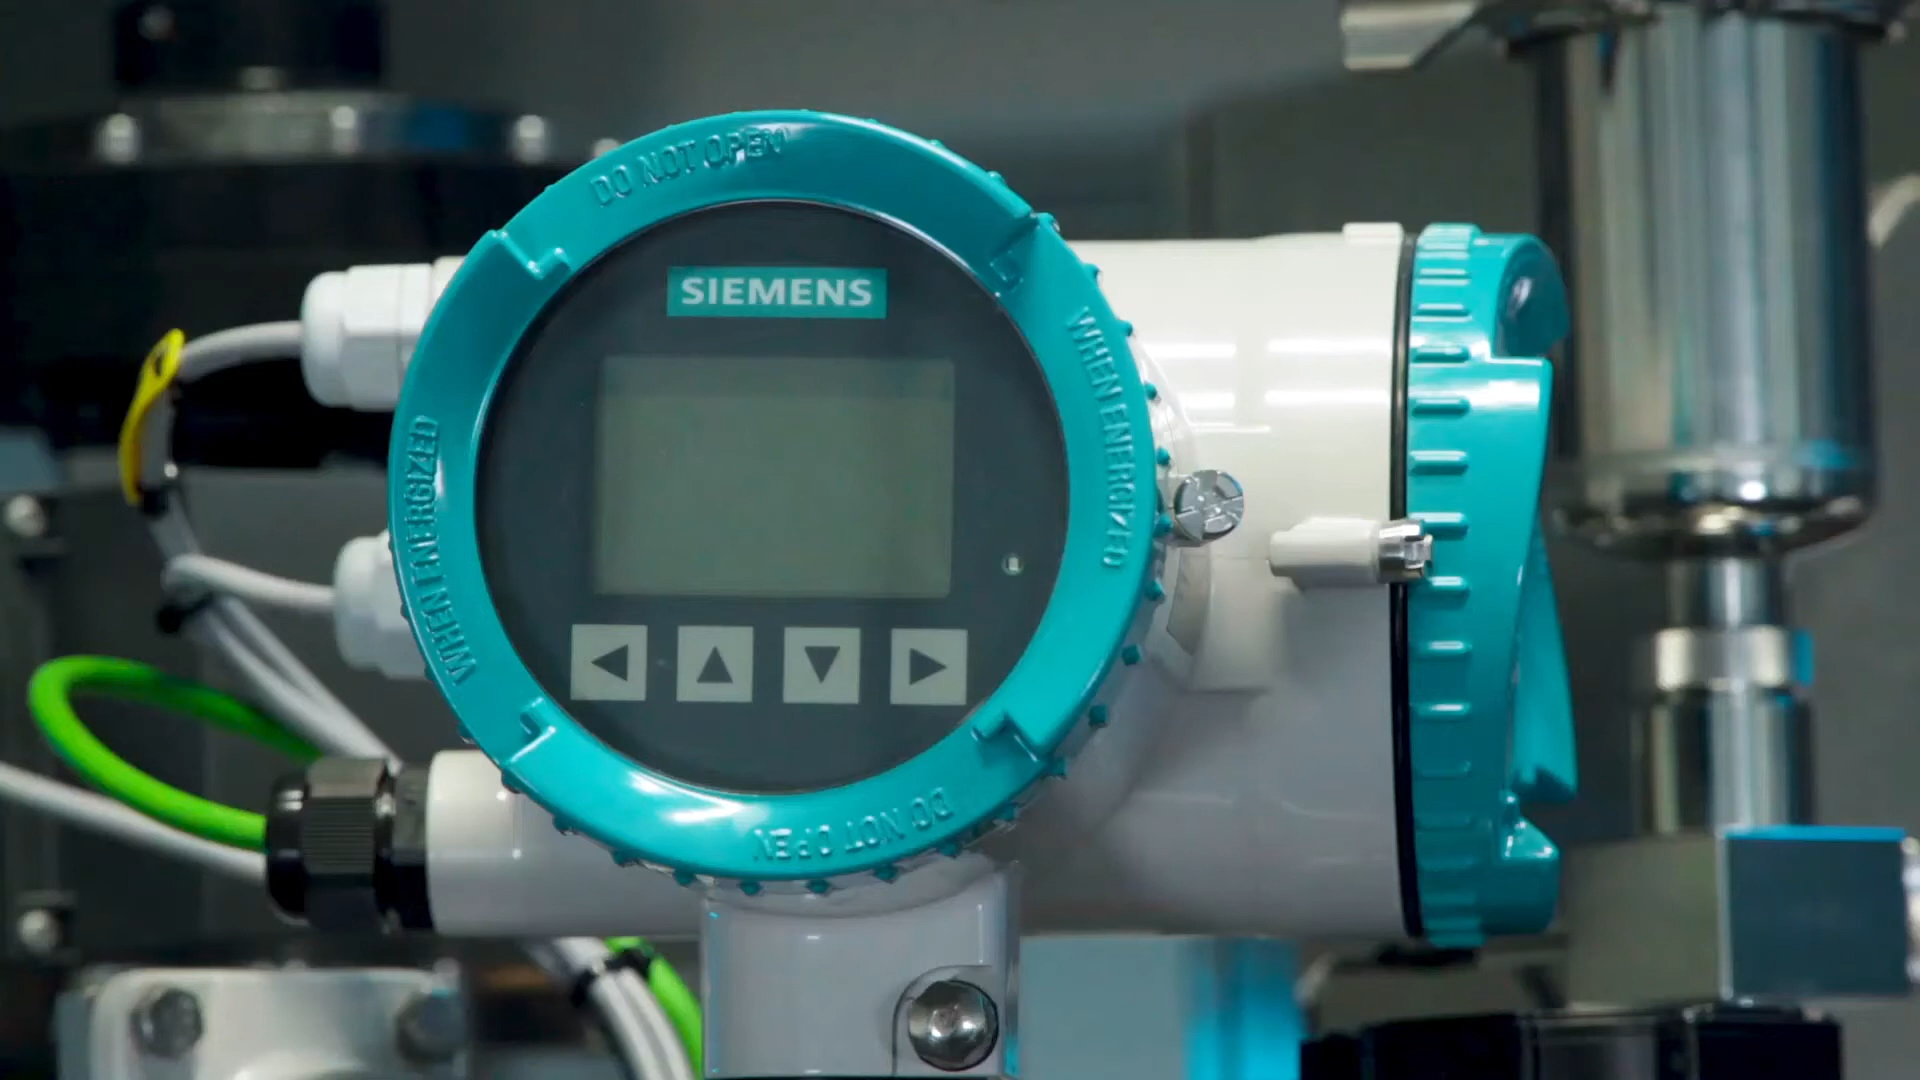 DO NOT OPEN
WHEN ENERGIZED
SIEMENS
WHEN ENERGIZED
DO NOT OPEN